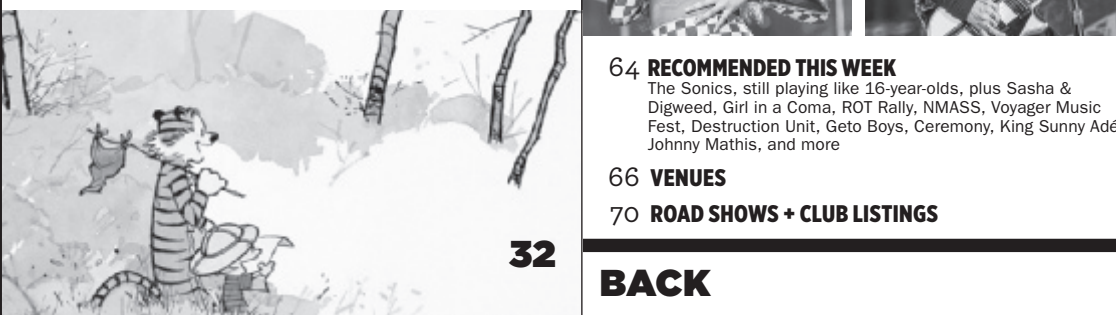 32
64 RECOMMENDED THIS WEEK
The Sonics, still playing like 16-year-olds, plus Sasha &
Digweed, Girl in a Coma, ROT Rally, NMASS, Voyager Music
Fest, Destruction Unit, Geto Boys, Ceremony, King Sunny Adé
Johnny Mathis, and more
66 VENUES
70 ROAD SHOWS + CLUB LISTINGS
BACK